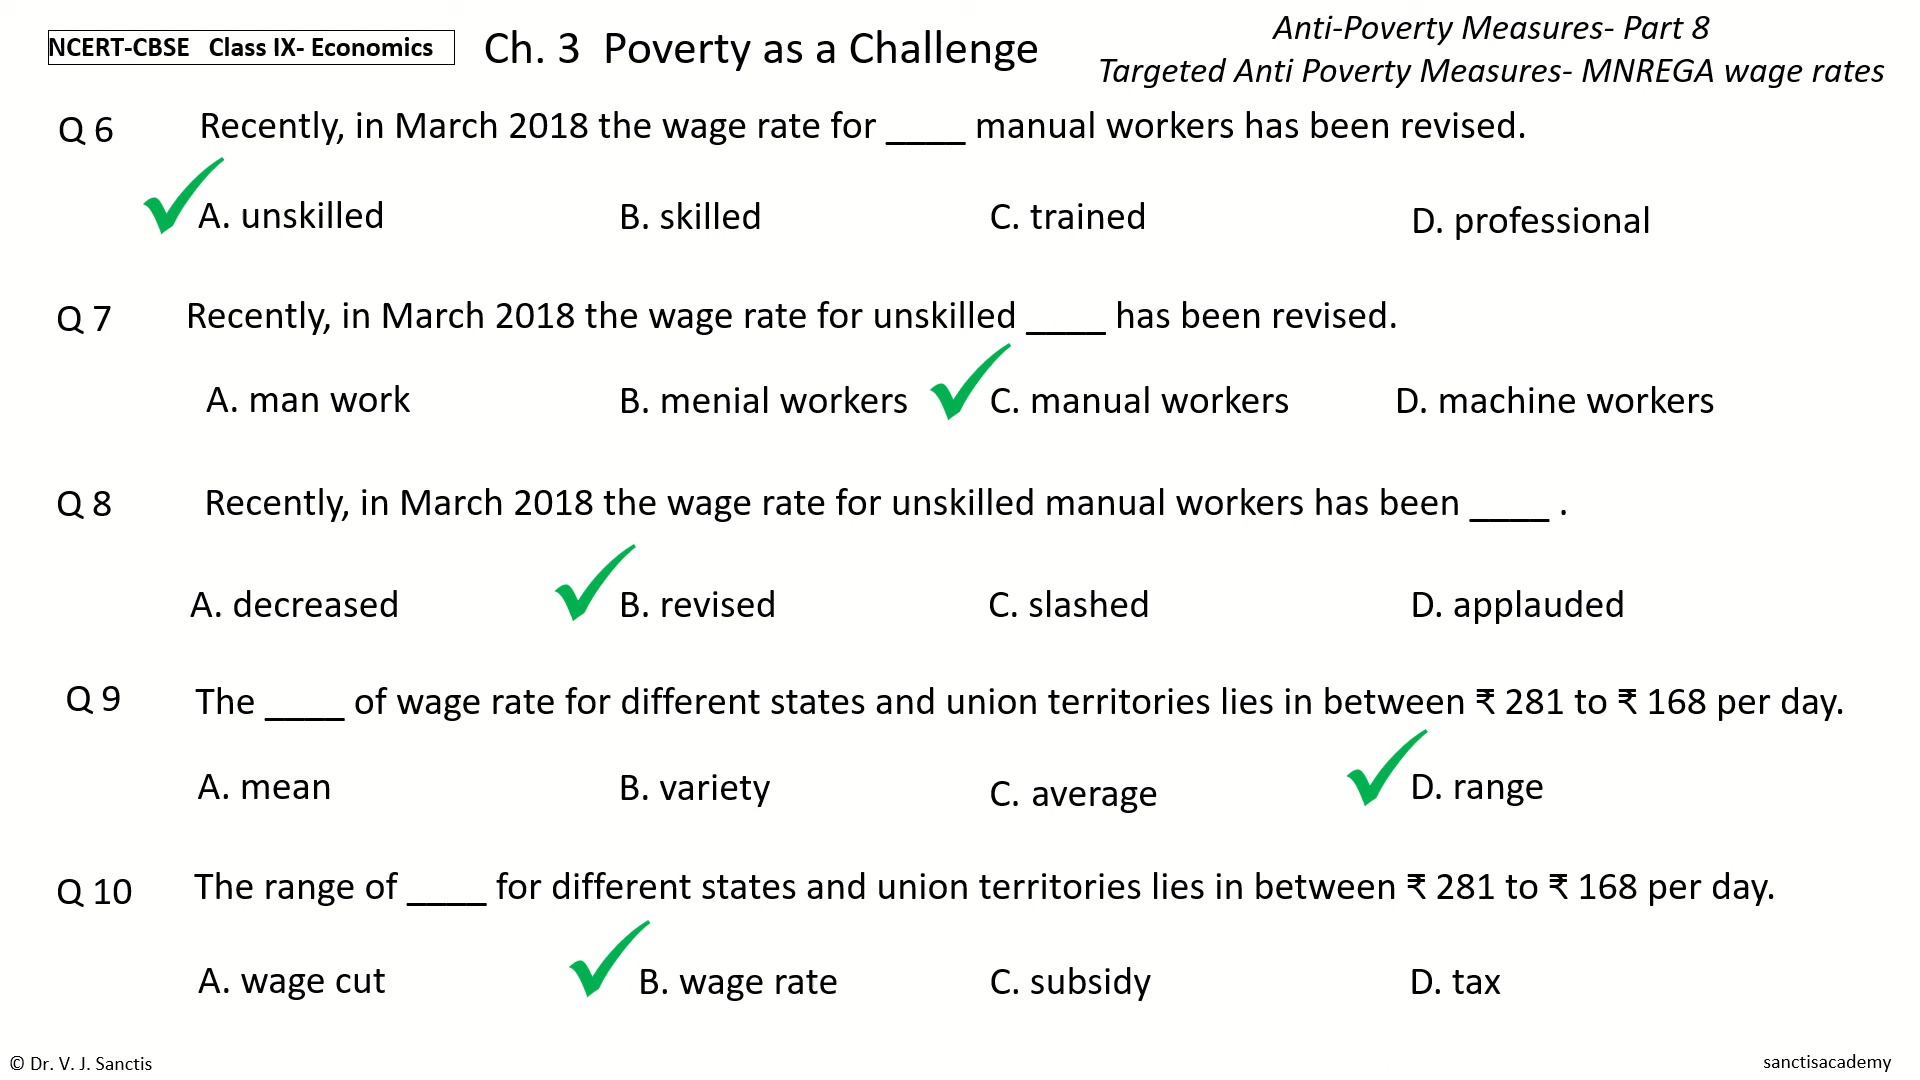 NCERT-CBSE Class IX- Economics
Ch. 3 Poverty as a Challenge
Anti-Poverty Measures- Part 8
Targeted Anti Poverty Measures- MNREGA wage rates
Q 6 Recently, in March 2018 the wage rate for ____ manual workers has been revised.
A. unskilled B. skilled C. trained D. professional
Q 7 Recently, in March 2018 the wage rate for unskilled ____ has been revised.
A. man work B. menial workers C. manual workers D. machine workers
Q 8 Recently, in March 2018 the wage rate for unskilled manual workers has been ____ .
A. decreased B. revised C. slashed D. applauded
Q 9 The ____ of wage rate for different states and union territories lies in between ₹ 281 to ₹ 168 per day.
A. mean B. variety C. average D. range
Q 10 The range of ____ for different states and union territories lies in between ₹ 281 to ₹ 168 per day.
A. wage cut B. wage rate C. subsidy D. tax
© Dr. V. J. Sanctis sanctisacademy